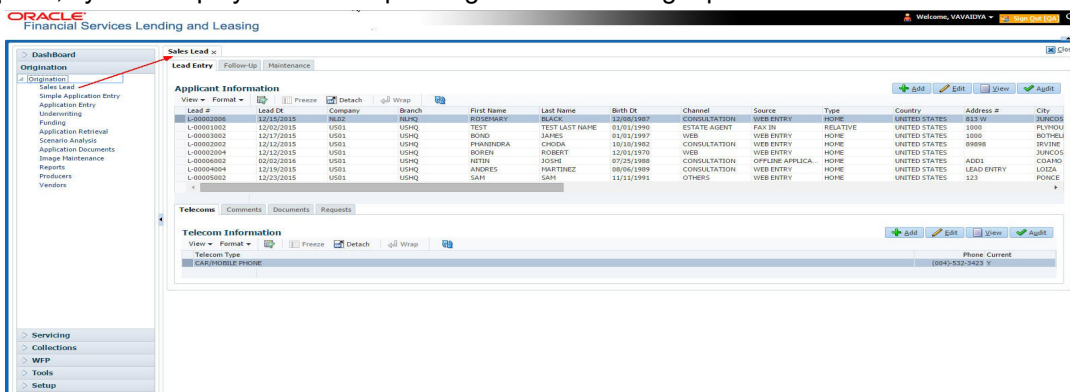 ORACLE
Financial Services Lending and Leasing
Welcome, VAVAIDYA
Sign Out [QA]
DashBoard
Origination
Origination
Sales Lead
Simple Application Entry
Application Entry
Underwriting
Funding
Application Retrieval
Scenario Analysis
Application Documents
Image Maintenance
Reports
Producers
Vendors
Servicing
Collections
WFP
Tools
Setup
Sales Lead x
Clos
Lead Entry Follow-Up Maintenance
Applicant Information
Add Edit View Audit
View Format Freeze Detach Wrap
Lead # Lead Dt Company Branch First Name Last Name Birth Dt Channel Source Type Country Address # City
L-00002006 12/15/2015 NL02 NLHQ ROSEMARY BLACK 12/08/1987 CONSULTATION WEB ENTRY HOME UNITED STATES 813 W JUNCOS
L-00001002 02/02/2015 US01 USHQ TEST TEST LAST NAME 01/01/1990 ESTATE AGENT FAX IN RELATIVE UNITED STATES 1000 PLYMOU
L-00003002 12/17/2015 US01 USHQ BOND JAMES 01/01/1997 WEB WEB ENTRY HOME UNITED STATES 1000 BOTHELL
L-00002002 12/12/2015 US01 USHQ PHANINDRA CHODA 10/10/1982 CONSULTATION WEB ENTRY HOME UNITED STATES 89898 IRVINE
L-00002004 12/12/2015 US01 USHQ BOREN ROBERT 12/01/1970 WEB WEB ENTRY HOME UNITED STATES JUNCOS
L-00006002 02/02/2016 US01 USHQ NITIN JOSHI 07/25/1988 CONSULTATION OFFLINE APPLICA... HOME UNITED STATES ADD1 COAMO
L-00004004 12/19/2015 US01 USHQ ANDRES MARTINEZ 08/06/1989 CONSULTATION WEB ENTRY HOME UNITED STATES LEAD ENTRY LOIZA
L-00005002 12/23/2015 US01 USHQ SAM SAM 11/11/1991 OTHERS WEB ENTRY HOME UNITED STATES 123 PONCE
Telecoms Comments Documents Requests
Telecom Information
Add Edit View Audit
View Format Freeze Detach Wrap
Telecom Type Phone Current
CAR/MOBILE PHONE (004)-532-3423 Y